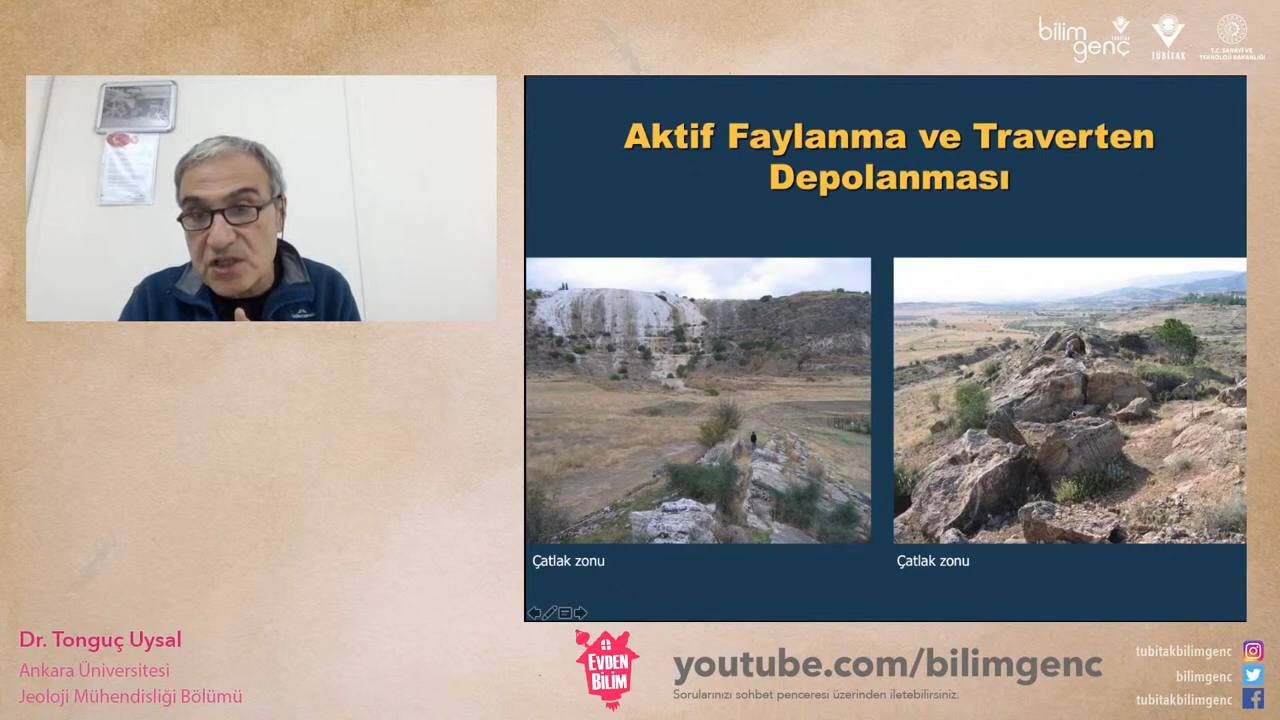 bilim
genç
TÜBİTAK
TÜBİTAK
T.C. SANAYİ VE
TEKNOLOJİ BAKANLIĞI
Aktif Faylanma ve Traverten
Depolanması
Çatlak zonu
Çatlak zonu
Dr. Tonguç Uysal
Ankara Üniversitesi
Jeoloji Mühendisliği Bölümü
EVDEN
BİLİM
youtube.com/bilimgenc
Sorularınızı sohbet penceresi üzerinden iletebilirsiniz.
tubitakbilimgenc
bilimgenc
tubitakbilimgenc